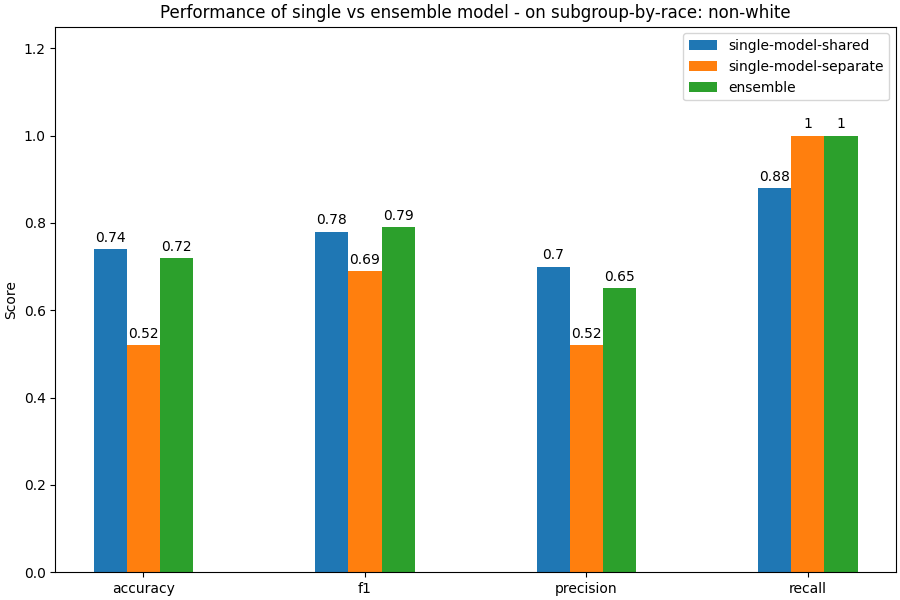 Performance of single vs ensemble model - on subgroup-by-race: non-white
single-model-shared
single-model-separate
ensemble
Score
1.2
1.0
0.8
0.6
0.4
0.2
0.0
0.74
0.52
0.72
0.78
0.69
0.79
0.7
0.52
0.65
0.88
1
1
accuracy
f1
precision
recall